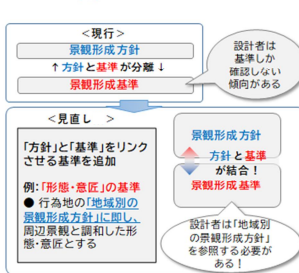 ＜現行＞
景観形成方針
↑方針と基準が分離↓
景観形成基準
設計者は
基準しか
確認しない
傾向がある
＜見直し＞
「方針」と「基準」をリンク
させる基準を追加
例：「形態・意匠」の基準
● 行為地の「地域別の
景観形成方針」に即し、
周辺景観と調和した形
態・意匠とする
景観形成方針
方針と基準
が結合！
景観形成基準
設計者は「地域別
の景観形成方針」
を参照する必要が
ある！